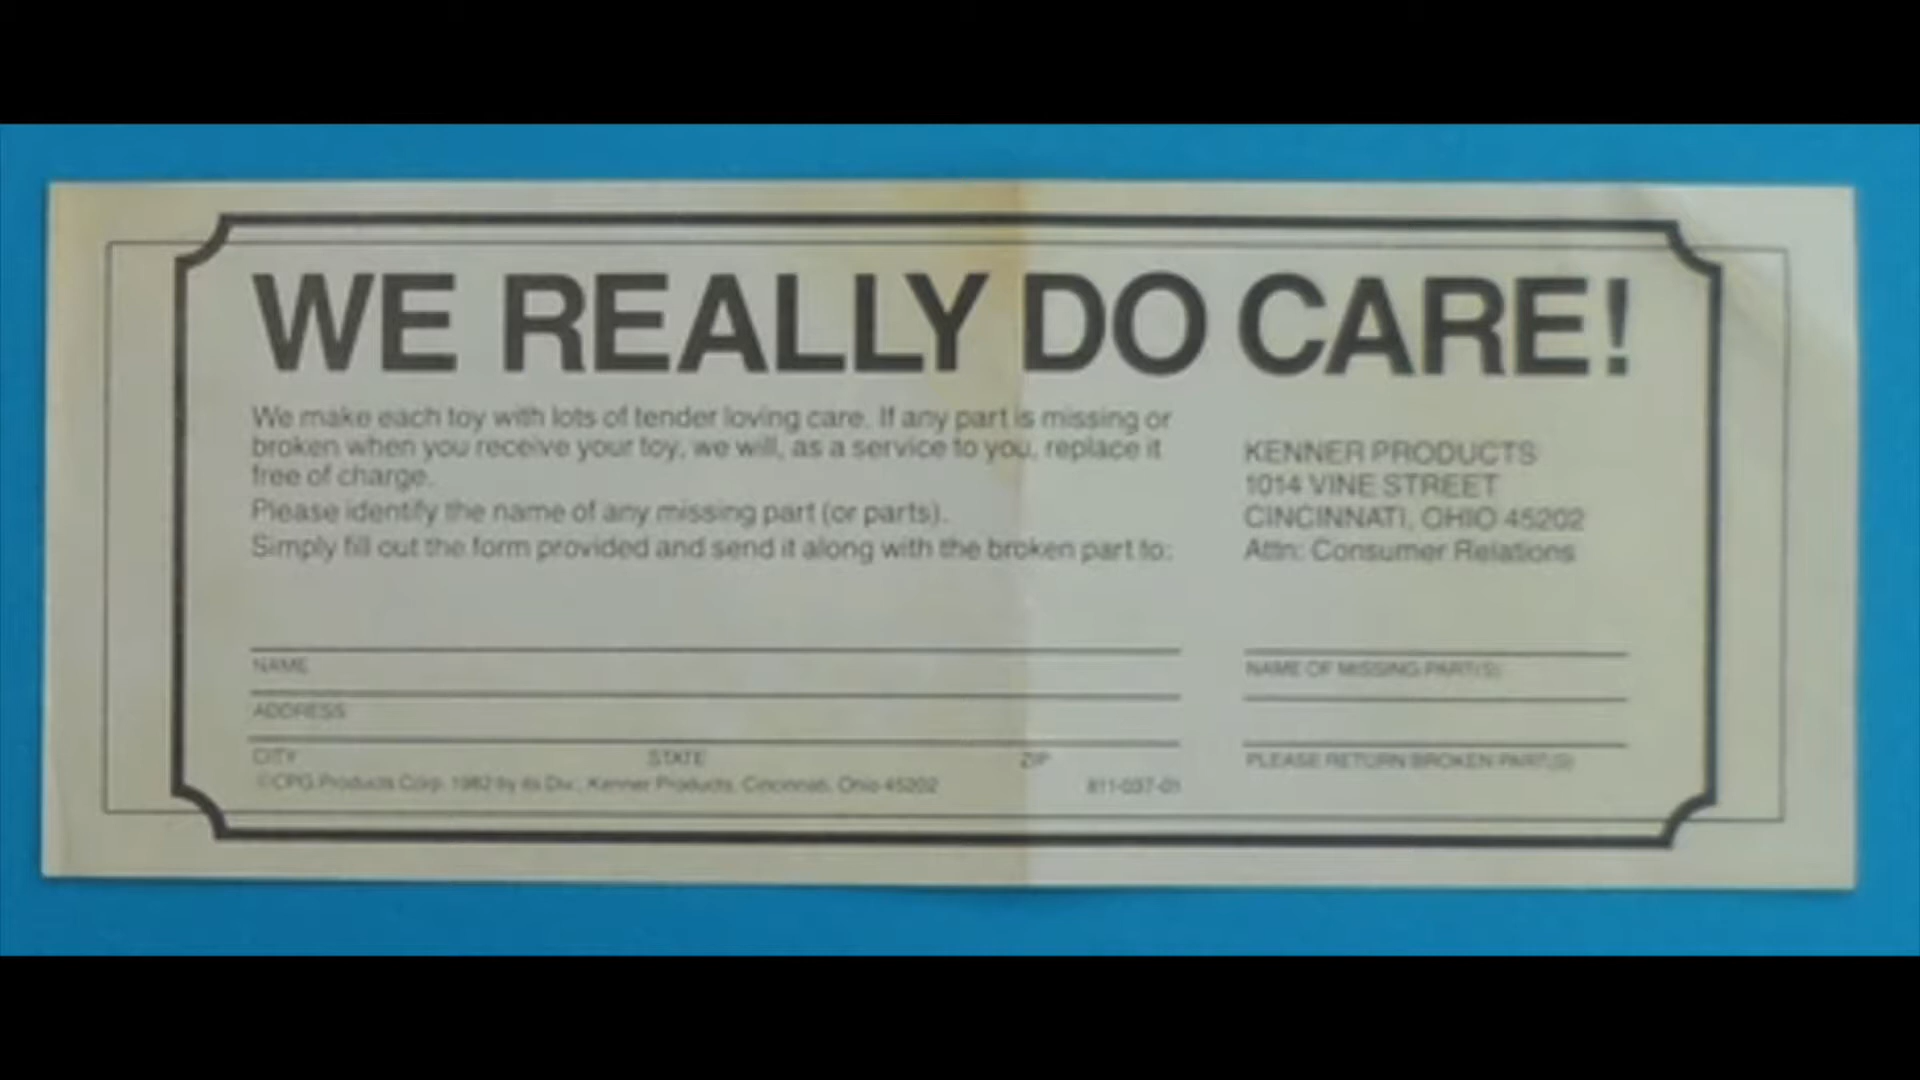 WE REALLY DO CARE!
We make each toy with lots of tender loving care. If any part is missing or
broken when you receive your toy, we will, as a service to you, replace it
free of charge.
Please identify the name of any missing part (or parts).
Simply fill out the form provided and send it along with the broken part to:
KENNER PRODUCTS
1014 VINE STREET
CINCINNATI, OHIO 45202
Attn: Consumer Relations
NAME
ADDRESS
CITY STATE ZIP
©CPG Products Corp. 1982 by its Div., Kenner Products, Cincinnati, Ohio 45202 811-037-01
NAME OF MISSING PART(S)
PLEASE RETURN BROKEN PART(S)